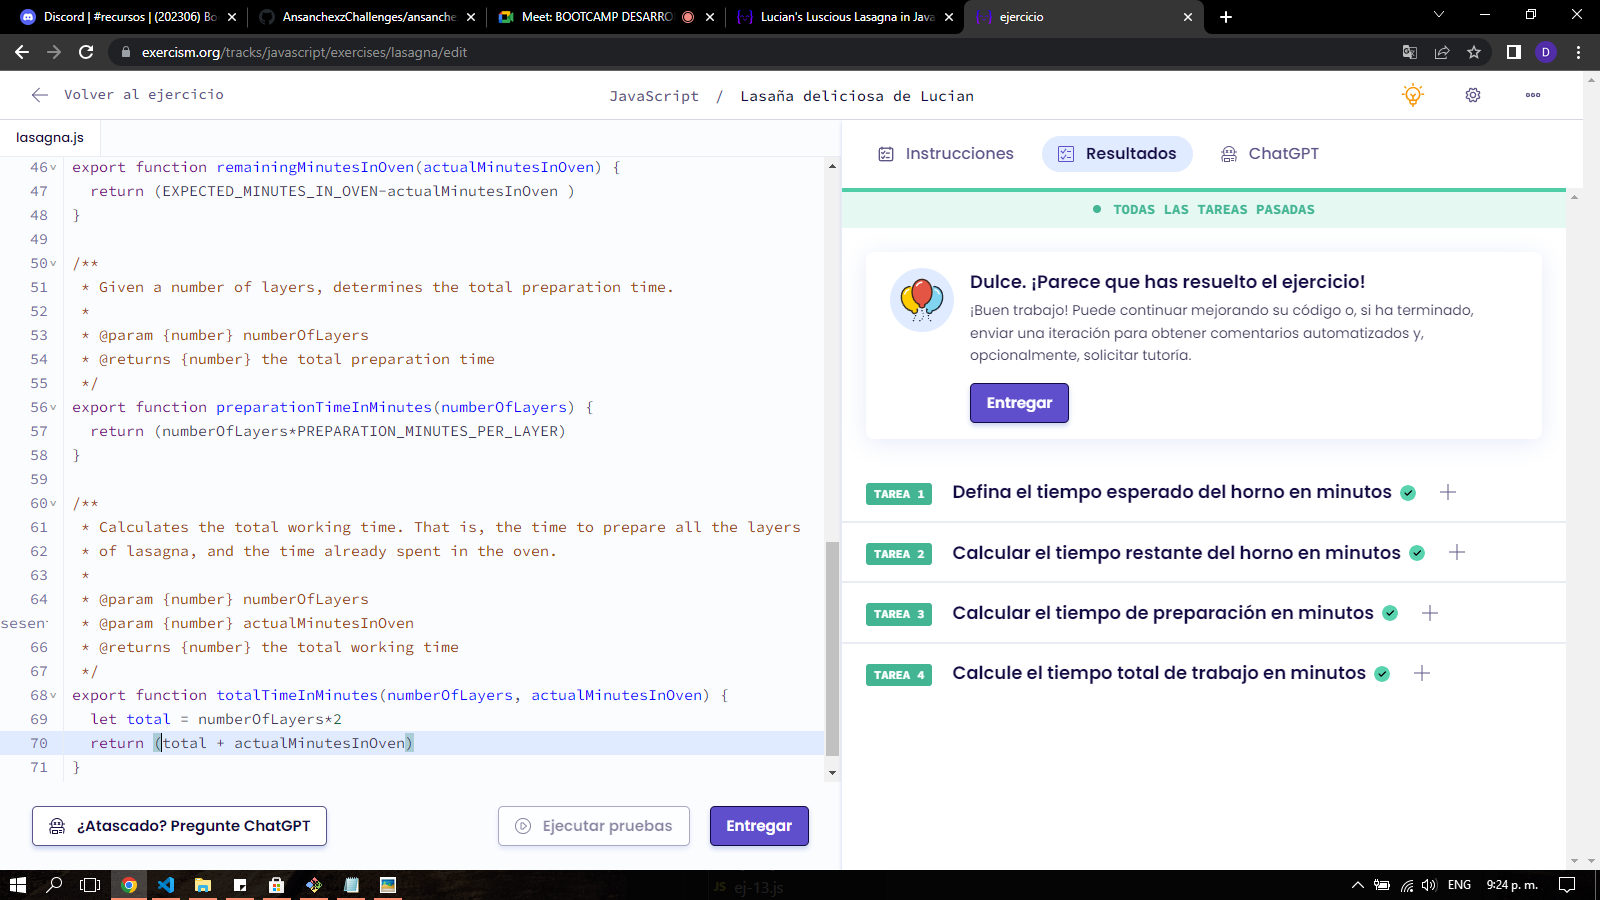 Discord | #recursos | (202306) Bo
AnsanchexzChallenges/ansanche
Meet: BOOTCAMP DESARRO
Lucian's Luscious Lasagna in Java
ejercicio
exercism.org/tracks/javascript/exercises/lasagna/edit
D
Volver al ejercicio
JavaScript / Lasaña deliciosa de Lucian
lasagna.js
46 export function remainingMinutesInOven(actualMinutesInOven) {
47 return (EXPECTED_MINUTES_IN_OVEN-actualMinutesInOven )
48 }
49
50 /**
51 * Given a number of layers, determines the total preparation time.
52 *
53 * @param {number} numberOfLayers
54 * @returns {number} the total preparation time
55 */
56 export function preparationTimeInMinutes(numberOfLayers) {
57 return (numberOfLayers*PREPARATION_MINUTES_PER_LAYER)
58 }
59
60 /**
61 * Calculates the total working time. That is, the time to prepare all the layers
62 * of lasagna, and the time already spent in the oven.
63 *
64 * @param {number} numberOfLayers
sesen * @param {number} actualMinutesInOven
66 * @returns {number} the total working time
67 */
68 export function totalTimeInMinutes(numberOfLayers, actualMinutesInOven) {
69 let total = numberOfLayers*2
70 return (total + actualMinutesInOven)
71 }
¿Atascado? Pregunte ChatGPT
Ejecutar pruebas
Entregar
Instrucciones
Resultados
ChatGPT
TODAS LAS TAREAS PASADAS
Dulce. ¡Parece que has resuelto el ejercicio!
¡Buen trabajo! Puede continuar mejorando su código o, si ha terminado,
enviar una iteración para obtener comentarios automatizados y,
opcionalmente, solicitar tutoría.
Entregar
TAREA 1 Defina el tiempo esperado del horno en minutos
TAREA 2 Calcular el tiempo restante del horno en minutos
TAREA 3 Calcular el tiempo de preparación en minutos
TAREA 4 Calcule el tiempo total de trabajo en minutos
JS ej-13.js
ENG
9:24 p. m.